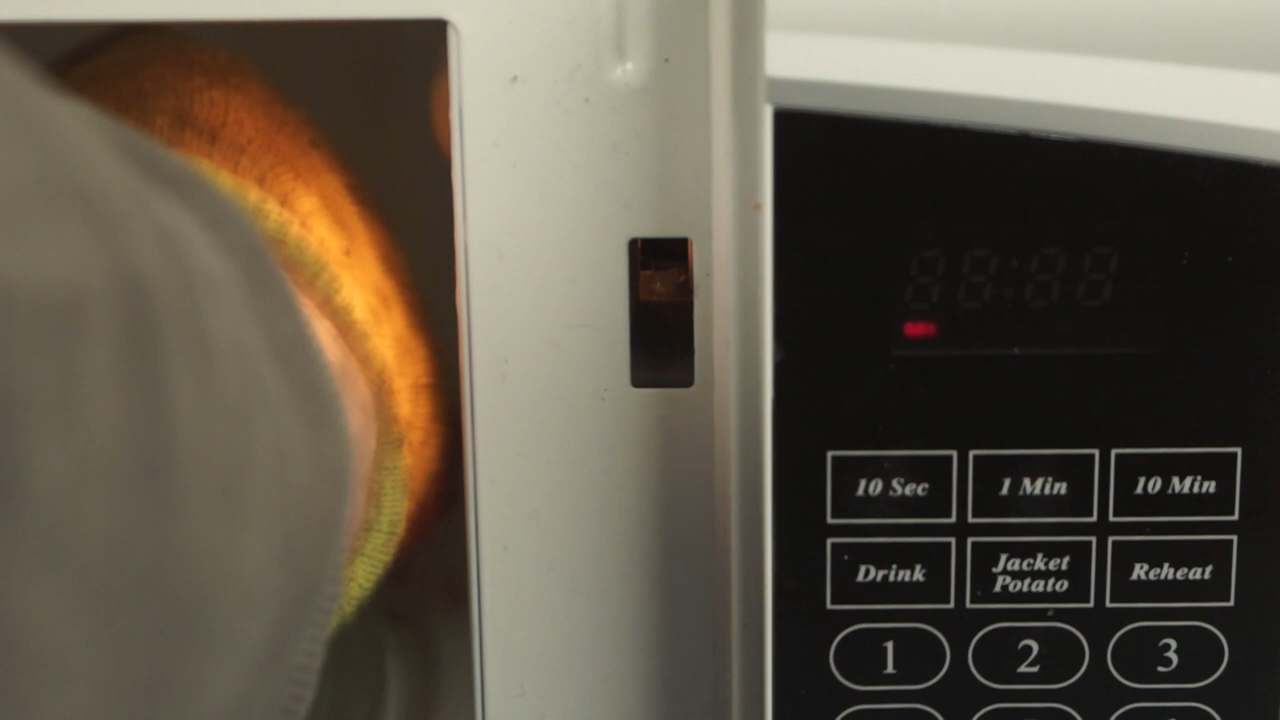 10 Sec
1 Min
10 Min
Drink
Jacket
Potato
Reheat
1
2
3